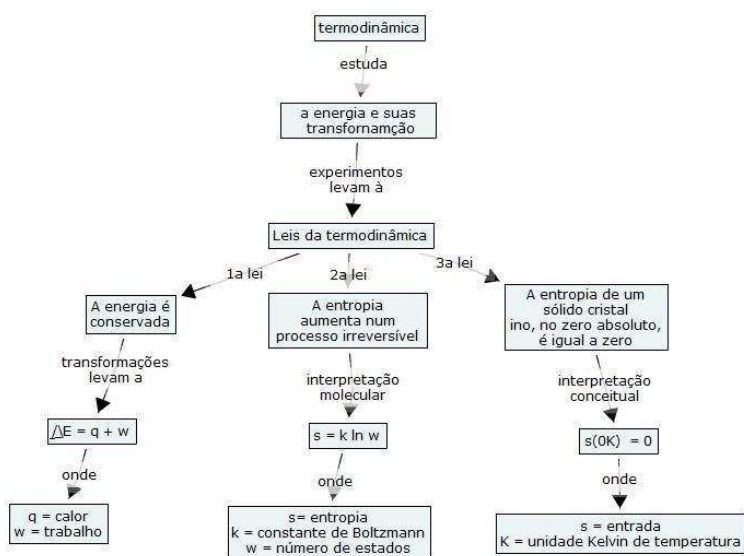 termodinâmica
estuda
a energia e suas
transfornamção
experimentos
levam à
Leis da termodinâmica
1a lei
2a lei
3a lei
A energia é
conservada
A entropia
aumenta num
processo irreversível
A entropia de um
sólido cristal
ino, no zero absoluto,
é igual a zero
transformações
levam a
interpretação
molecular
interpretação
conceitual
/\E = q + w
s = k ln w
s(0K) = 0
onde
onde
onde
q = calor
w = trabalho
s= entropia
k = constante de Boltzmann
w = número de estados
s = entrada
K = unidade Kelvin de temperatura